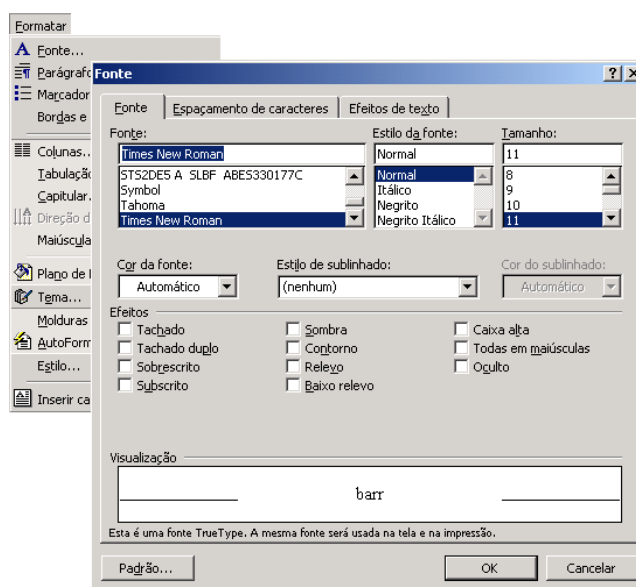 Formatar
Fonte...
Parágrafo
Marcador
Bordas e
Colunas..
Tabulaçã
Capitular.
Direção d
Maiúscula
Plano de
Tema...
Molduras
AutoForm
Estilo...
Inserir ca
Fonte
Fonte Espaçamento de caracteres Efeitos de texto
Fonte: Estilo da fonte: Tamanho:
Times New Roman Normal 11
STS2DE5 A SLBF ABES330177C Normal 8
Symbol Itálico 9
Tahoma Negrito 10
Times New Roman Negrito Itálico 11
Cor da fonte: Estilo de sublinhado: Cor do sublinhado:
Automático (nenhum) Automático
Efeitos
Tachado Sombra Caixa alta
Tachado duplo Contorno Todas em maiúsculas
Sobrescrito Relevo Oculto
Subscrito Baixo relevo
Visualização
barr
Esta é uma fonte TrueType. A mesma fonte será usada na tela e na impressão.
Padrão... OK Cancelar